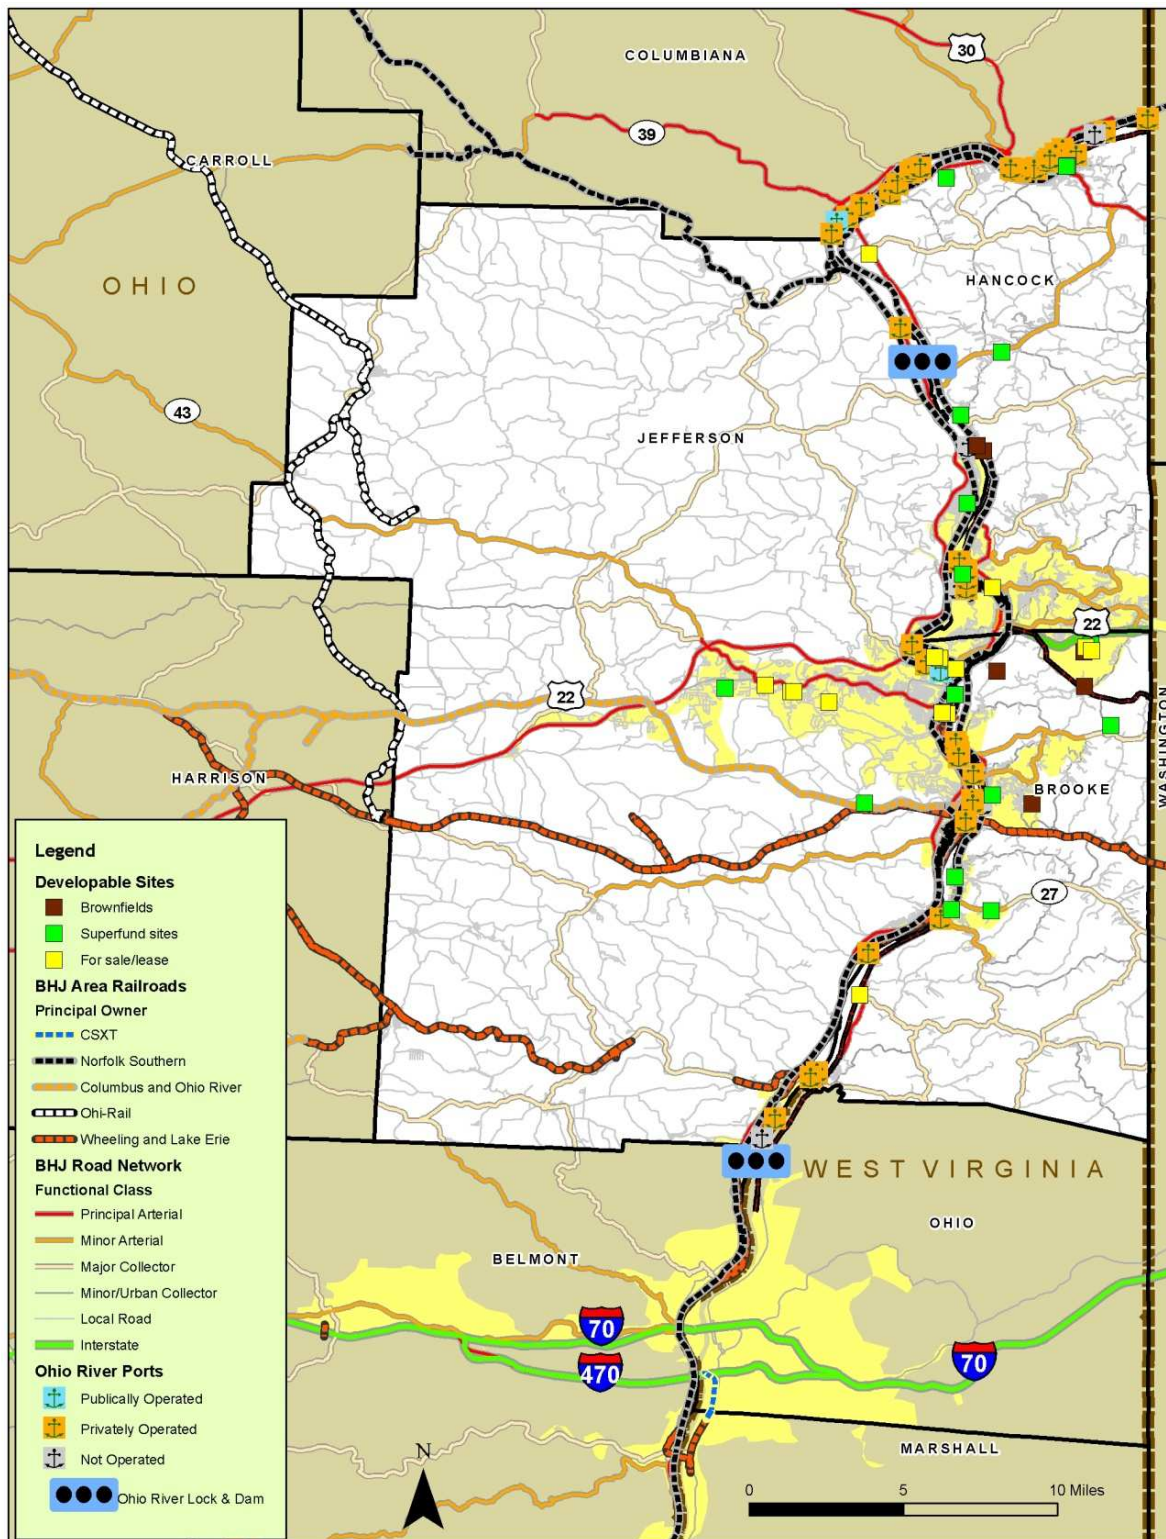 COLUMBIANA
30
39
CARROLL
OHIO
HANCOCK
43
JEFFERSON
22
22
WASHINGTON
HARRISON
BROOKE
27
Legend
Developable Sites
Brownfields
Superfund sites
For sale/lease
BHJ Area Railroads
Principal Owner
CSXT
Norfolk Southern
Columbus and Ohio River
Ohi-Rail
Wheeling and Lake Erie
BHJ Road Network
Functional Class
Principal Arterial
Minor Arterial
Major Collector
Minor/Urban Collector
Local Road
Interstate
Ohio River Ports
Publically Operated
Privately Operated
Not Operated
Ohio River Lock & Dam
WEST VIRGINIA
OHIO
BELMONT
70
470
70
MARSHALL
N
0 5 10 Miles